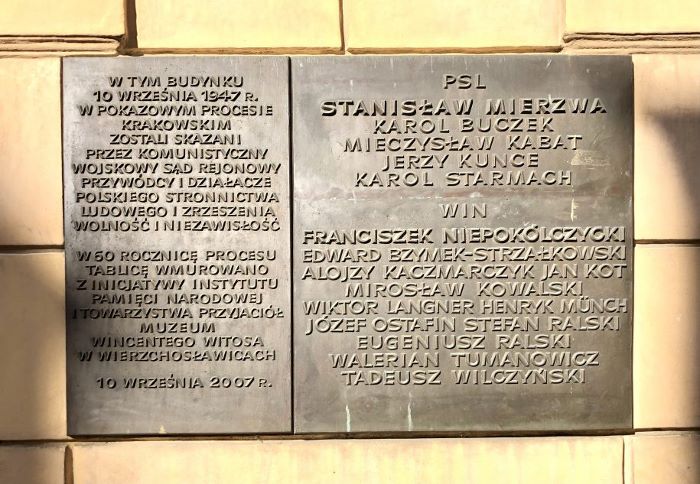 W TYM BUDYNKU
10 WRZEŚNIA 1947 R.
W POKAZOWYM PROCESIE
KRAKOWSKIM
ZOSTALI SKAZANI
PRZEZ KOMUNISTYCZNY
WOJSKOWY SĄD REJONOWY
PRZYWÓDCY I DZIAŁACZE
POLSKIEGO STRONNICTWA
LUDOWEGO I ZRZESZENIA
WOLNOŚĆ I NIEZAWISŁOŚĆ
W 60 ROCZNICĘ PROCESU
TABLICĘ WMUROWANO
Z INICJATYWY INSTYTUTU
PAMIĘCI NARODOWEJ
I TOWARZYSTWA PRZYJACIÓŁ
MUZEUM
WINCENTEGO WITOSA
W WIERZCHOSŁAWICACH
10 WRZEŚNIA 2007 R.
PSL
STANISŁAW MIERZWA
KAROL BUCZEK
MIECZYSŁAW KABAT
JERZY KUNCE
KAROL STARMACH
WIN
FRANCISZEK NIEPOKÓLCZYCKI
EDWARD BZYMEK-STRZAŁKOWSKI
ALOJZY KACZMARCZYK JAN KOT
MIROSŁAW KOWALSKI
WIKTOR LANGNER HENRYK MÜNCH
JÓZEF OSTAFIN STEFAN RALSKI
EUGENIUSZ RALSKI
WALERIAN TUMANOWICZ
TADEUSZ WILCZYŃSKI